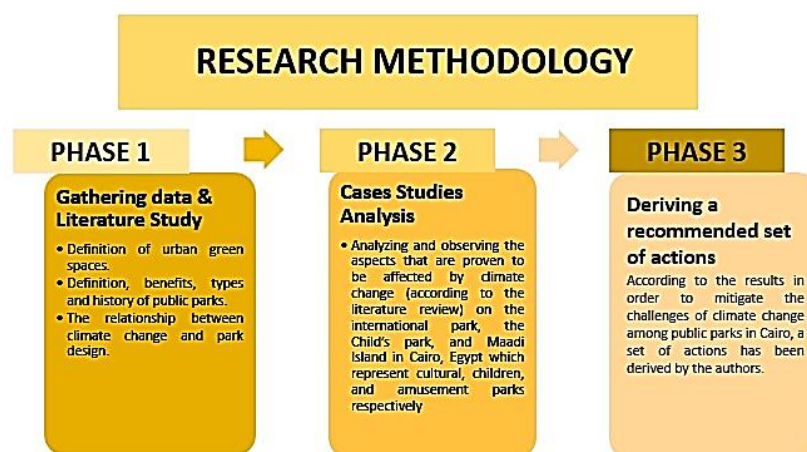 RESEARCH METHODOLOGY
PHASE 1
Gathering data &
Literature Study
• Definition of urban green
spaces.
• Definition, benefits, types
and history of public parks.
• The relationship between
climate change and park
design.
PHASE 2
Cases Studies
Analysis
• Analyzing and observing the
aspects that are proven to
be affected by climate
change (according to the
literature review) on the
international park, the
Child's park, and Maadi
Island in Cairo, Egypt which
represent cultural, children,
and amusement parks
respectively
PHASE 3
Deriving a
recommended set
of actions
According to the results in
order to mitigate the
challenges of climate change
among public parks in Cairo, a
set of actions has been
derived by the authors.